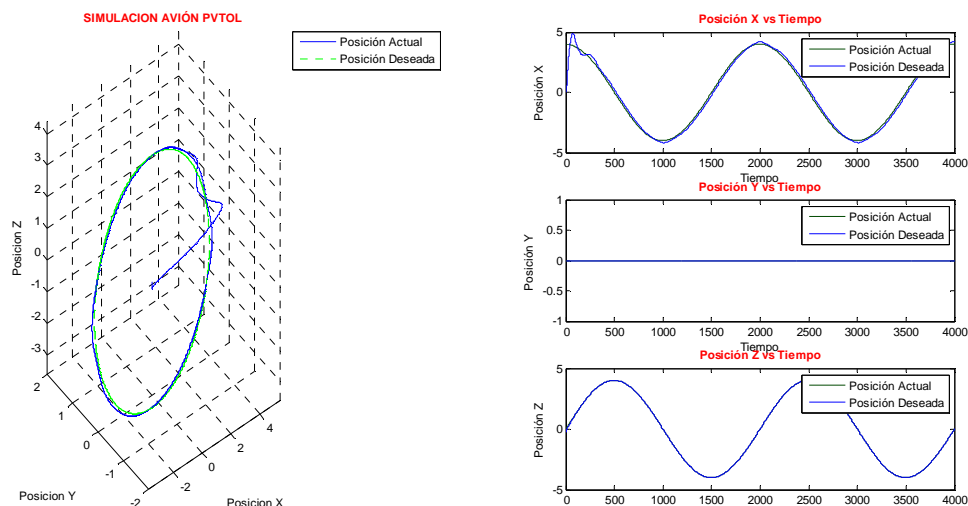 SIMULACION AVIÓN PVTOL
Posición Actual
Posición Deseada
4
3
2
1
0
-1
-2
-3
Posicion Z
2
1
0
-1
-2
Posicion Y
-2
0
2
4
Posicion X
Posición X vs Tiempo
Posición Actual
Posición Deseada
5
0
-5
Posición X
0 500 1000 1500 2000 2500 3000 3500 4000
Tiempo
Posición Y vs Tiempo
Posición Actual
Posición Deseada
1
0.5
0
-0.5
-1
Posición Y
0 500 1000 1500 2000 2500 3000 3500 4000
Tiempo
Posición Z vs Tiempo
Posición Actual
Posición Deseada
5
0
-5
Posición Z
0 500 1000 1500 2000 2500 3000 3500 4000